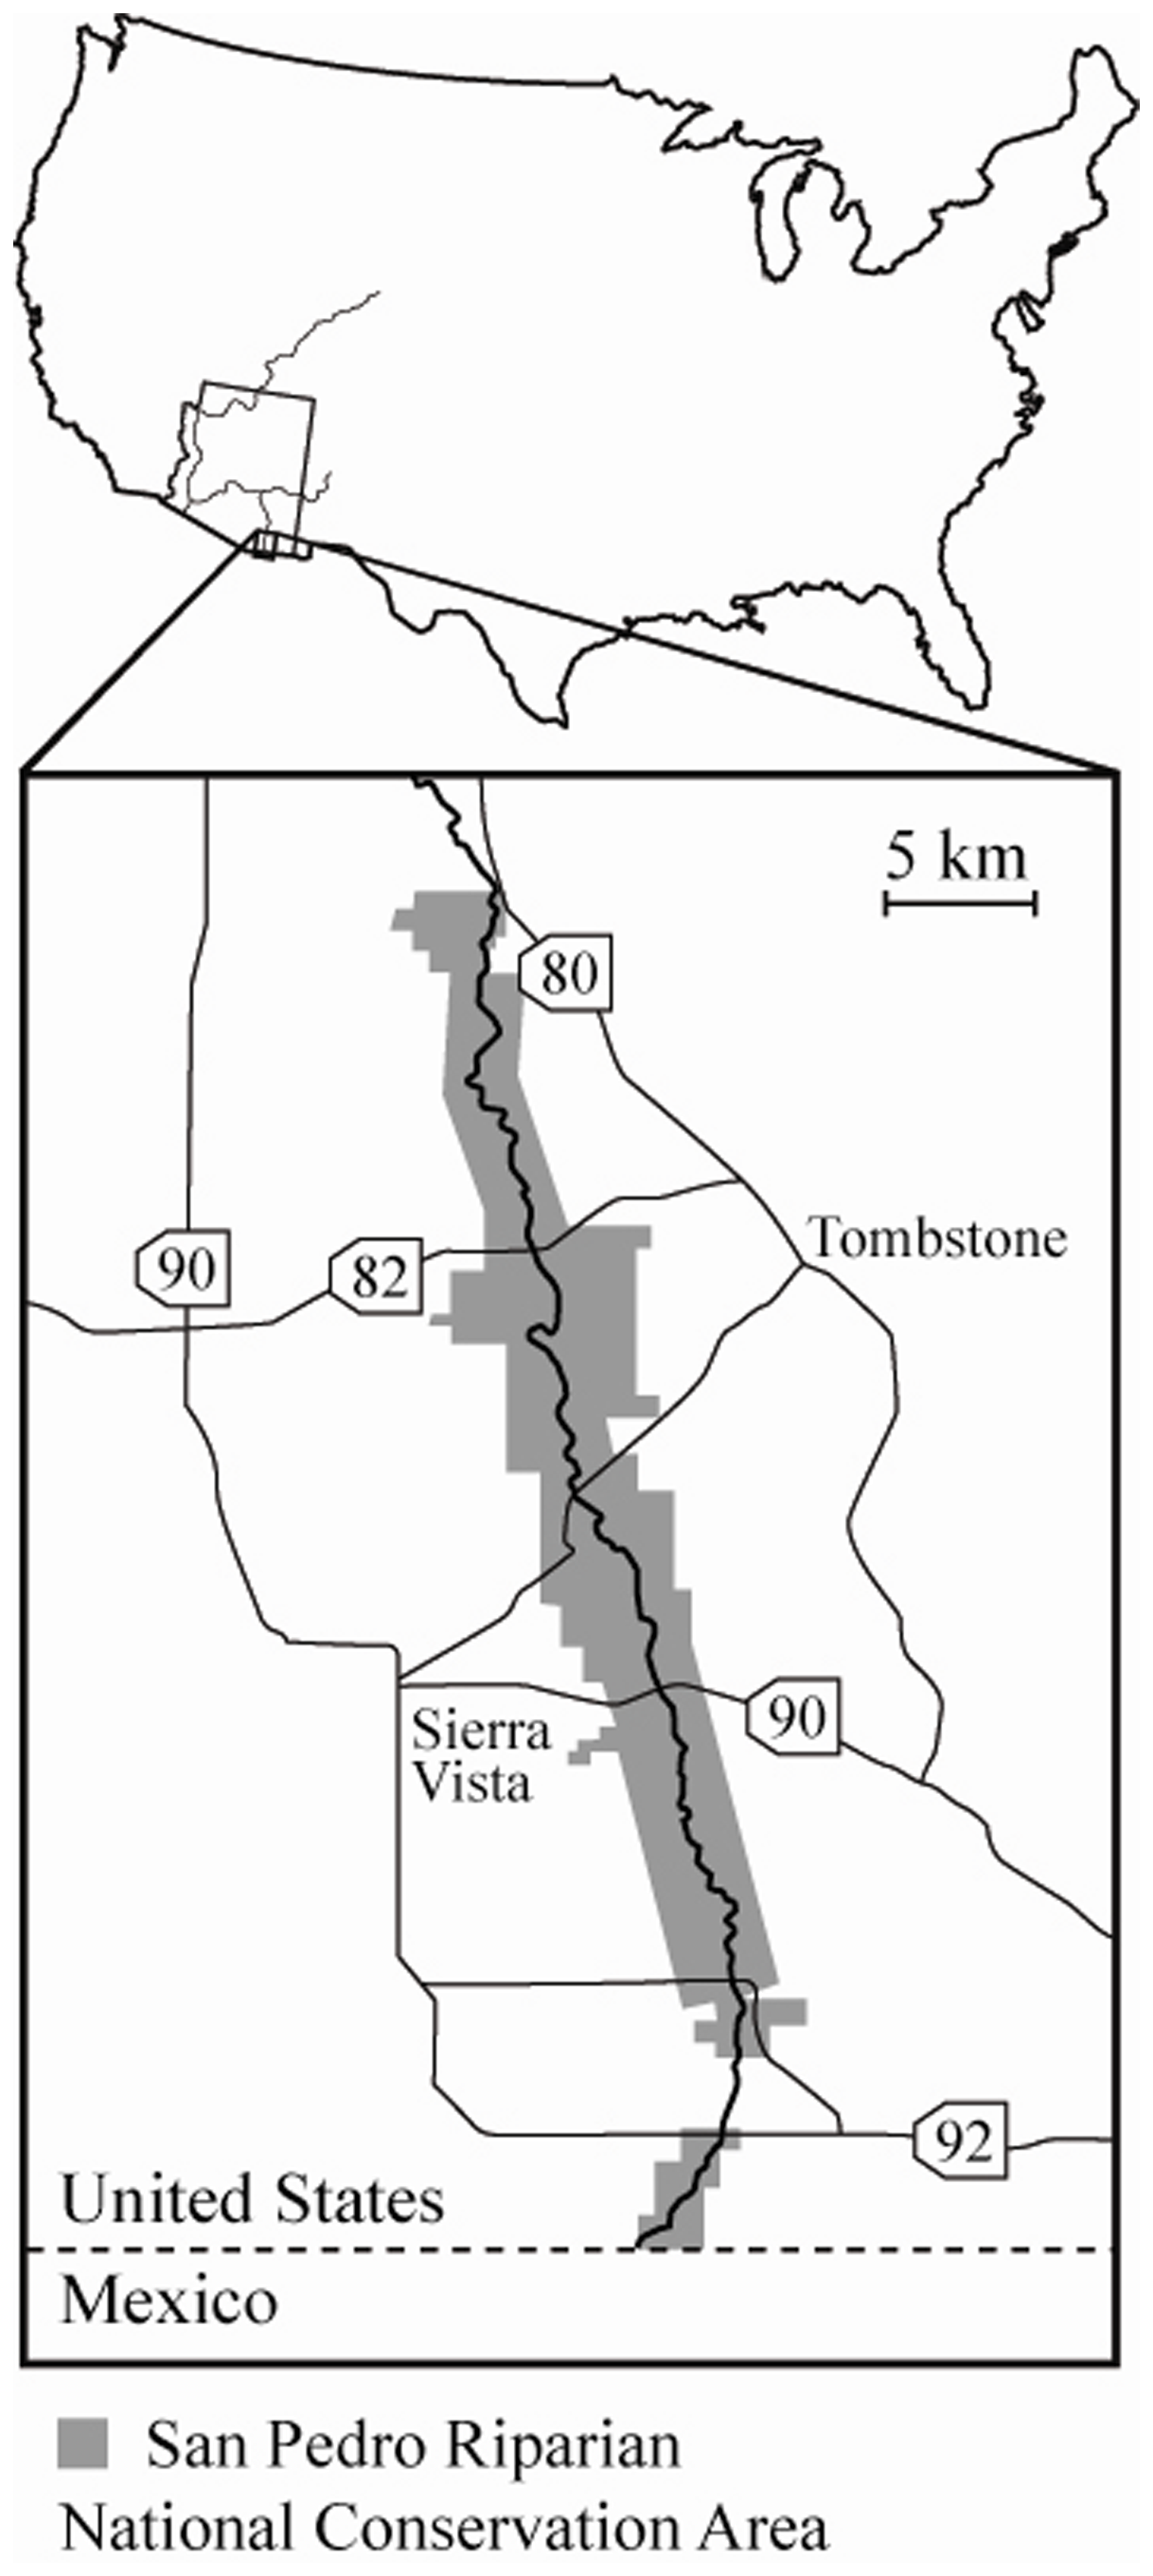 5 km
80
Tombstone
90
82
Sierra
Vista
90
92
United States
Mexico
San Pedro Riparian
National Conservation Area